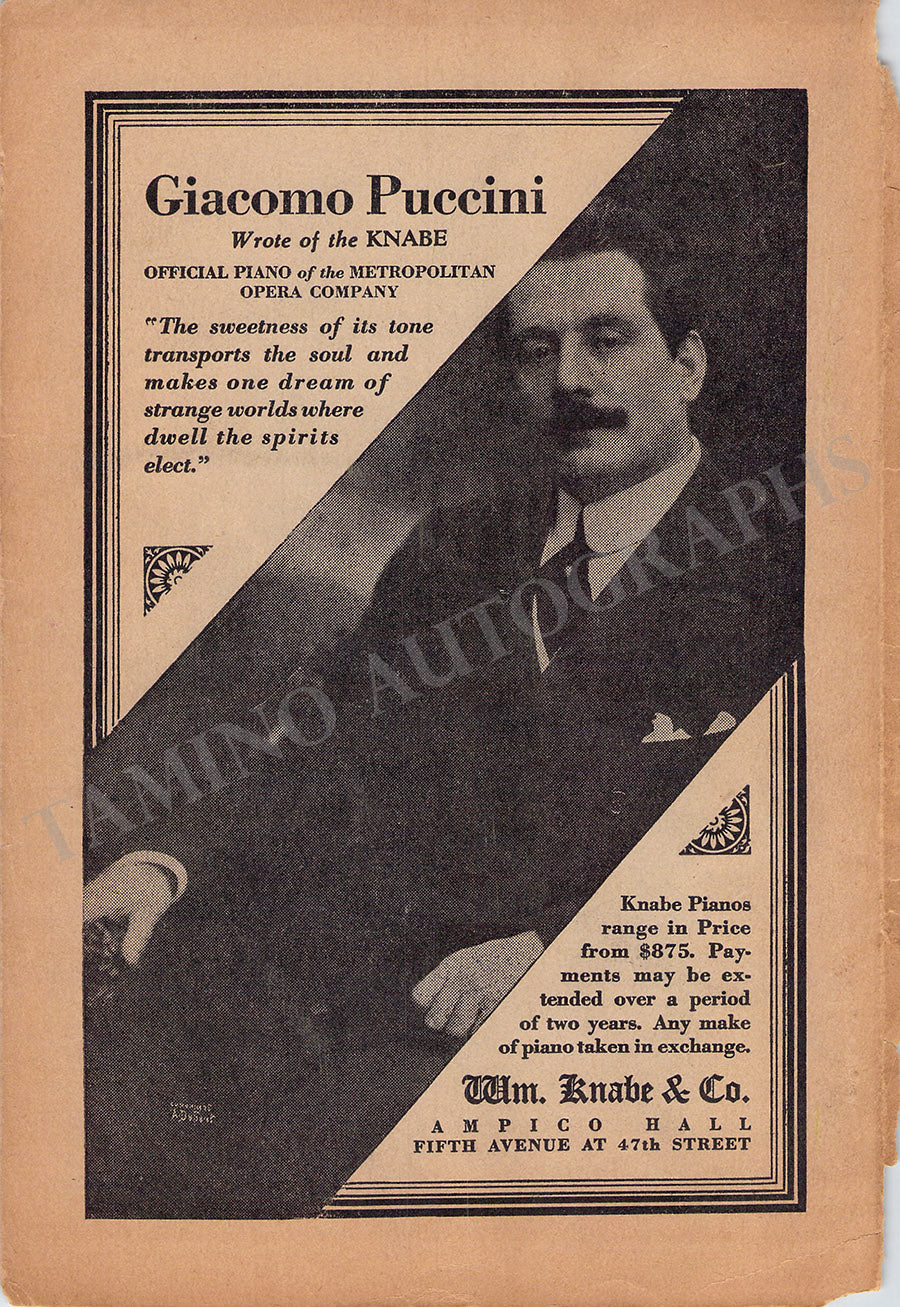 Giacomo Puccini
Wrote of the KNABE
OFFICIAL PIANO of the METROPOLITAN
OPERA COMPANY
"The sweetness of its tone
transports the soul and
makes one dream of
strange worlds where
dwell the spirits
elect."
TAMINO AUTOGRAPHS
Knabe Pianos
range in Price
from $875. Pay-
ments may be ex-
tended over a period
of two years. Any make
of piano taken in exchange.
Wm. Knabe & Co.
AMPICO HALL
FIFTH AVENUE AT 47th STREET